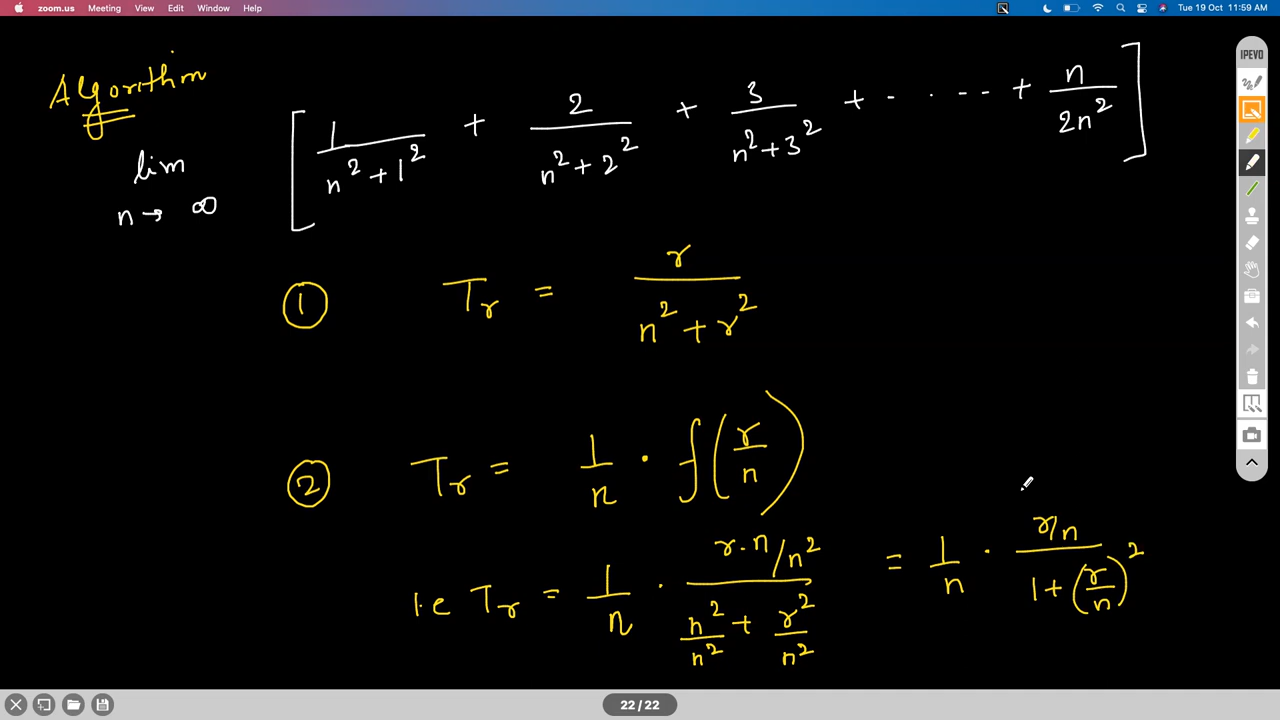 zoom.us Meeting View Edit Window Help Tue 19 Oct 11:59 AM
IPEVO
Algorithm
lim n→ ∞ [ 1/(n² + 1²) + 2/(n² + 2²) + 3/(n² + 3²) + - . . -- + n/(2n²) ]
① Tr = r/(n² + r²)
② Tr = 1/n · f(r/n)
i.e Tr = 1/n · (r.n/n²)/(n²/n² + r²/n²) = 1/n · (r/n)/(1 + (r/n)²)
22 / 22